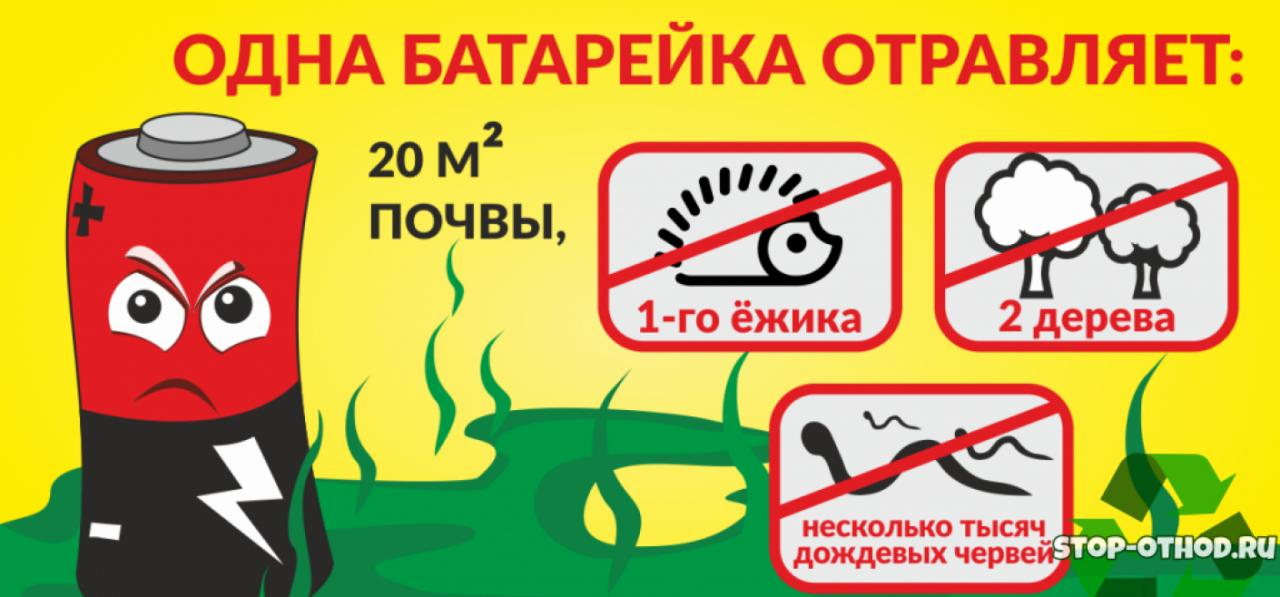 ОДНА БАТАРЕЙКА ОТРАВЛЯЕТ:
20 М²
ПОЧВЫ,
1-го ёжика
2 дерева
несколько тысяч
дождевых червей
STOP-OTHOD.RU